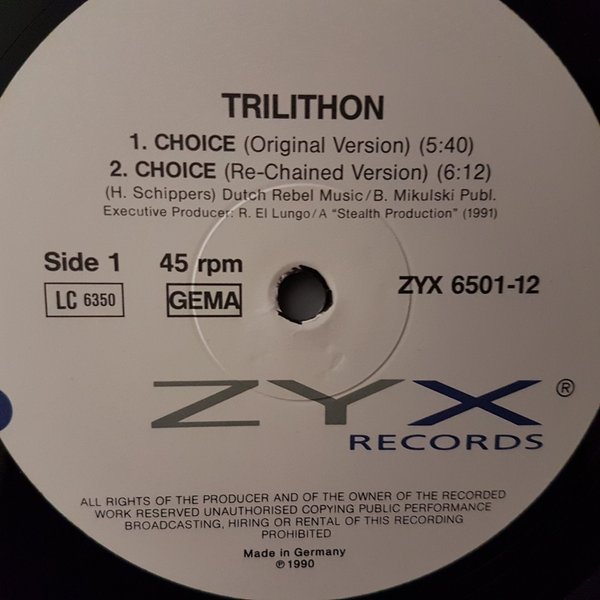 TRILITHON
1. CHOICE (Original Version) (5:40)
2. CHOICE (Re-Chained Version) (6:12)
(H. Schippers) Dutch Rebel Music/B. Mikulski Publ.
Executive Producer: R. El Lungo/A "Stealth Production" (1991)
Side 1 45 rpm
ZYX 6501-12
LC 6350 GEMA
ZYX ®
RECORDS
ALL RIGHTS OF THE PRODUCER AND OF THE OWNER OF THE RECORDED
WORK RESERVED UNAUTHORISED COPYING PUBLIC PERFORMANCE
BROADCASTING, HIRING OR RENTAL OF THIS RECORDING
PROHIBITED
Made in Germany
℗ 1990